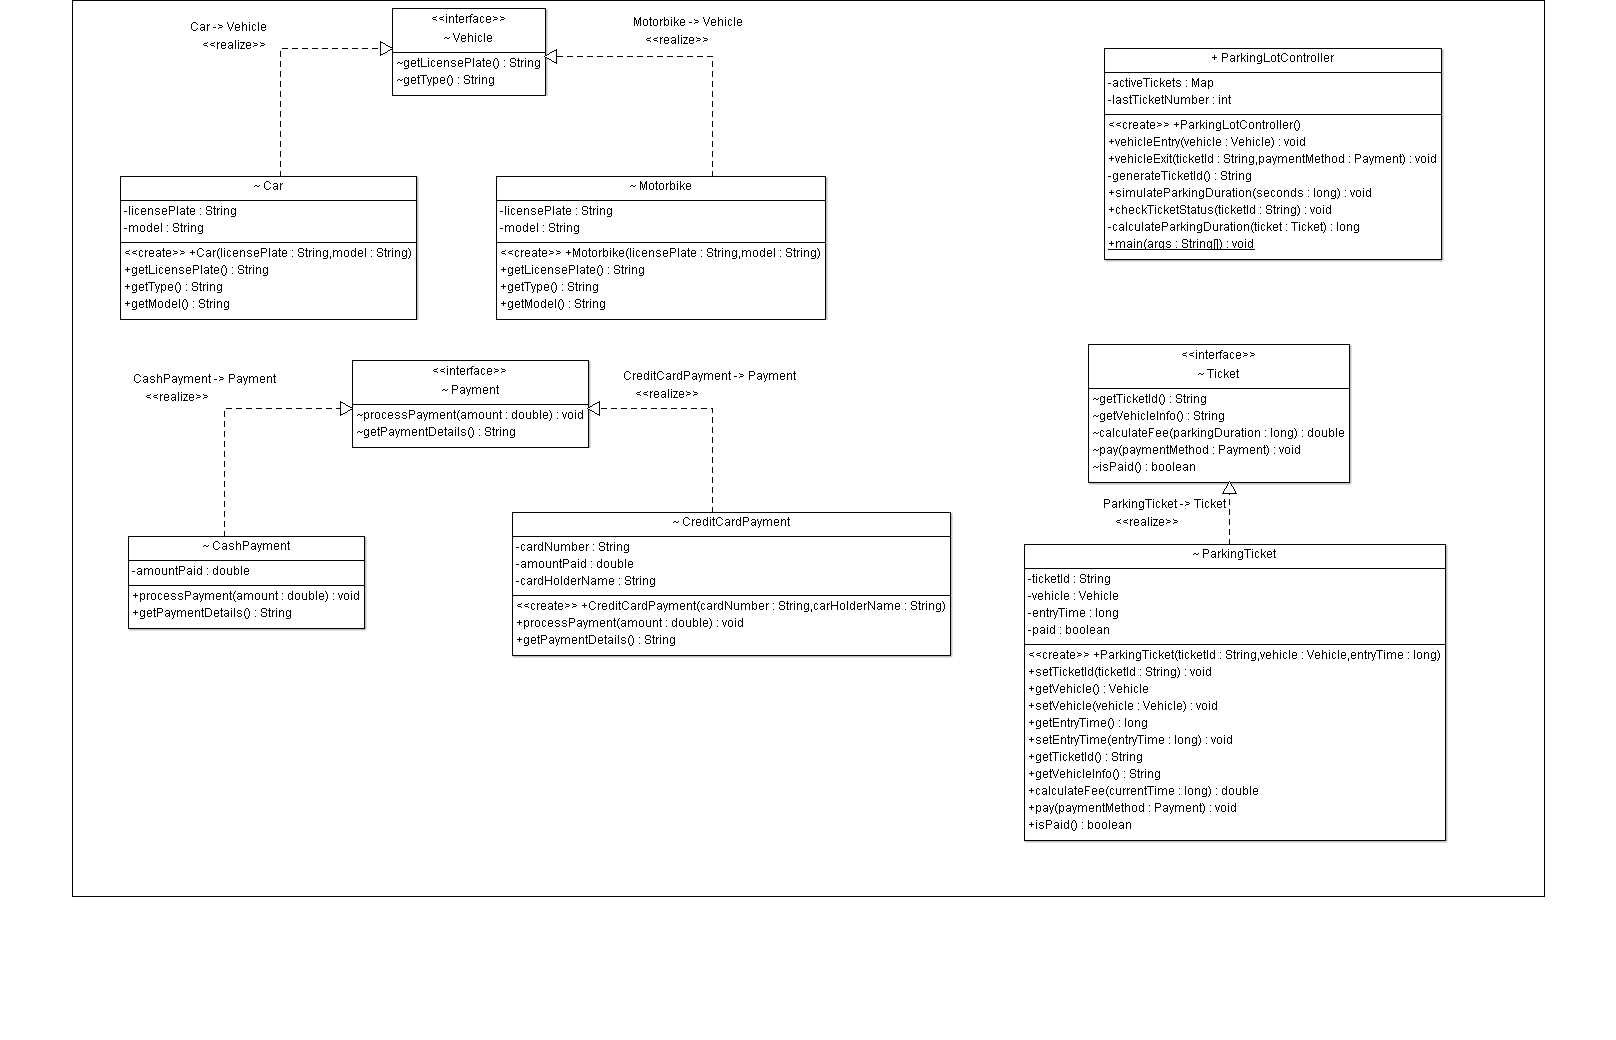 Car -> Vehicle
<<realize>>
<<interface>>
~ Vehicle
~getLicensePlate() : String
~getType() : String
Motorbike -> Vehicle
<<realize>>
+ ParkingLotController
-activeTickets : Map
-lastTicketNumber : int
<<create>> +ParkingLotController()
+vehicleEntry(vehicle : Vehicle) : void
+vehicleExit(ticketId : String,paymentMethod : Payment) : void
-generateTicketId() : String
+simulateParkingDuration(seconds : long) : void
+checkTicketStatus(ticketId : String) : void
-calculateParkingDuration(ticket : Ticket) : long
+main(args : String[]) : void
~ Car
-licensePlate : String
-model : String
<<create>> +Car(licensePlate : String,model : String)
+getLicensePlate() : String
+getType() : String
+getModel() : String
~ Motorbike
-licensePlate : String
-model : String
<<create>> +Motorbike(licensePlate : String,model : String)
+getLicensePlate() : String
+getType() : String
+getModel() : String
CashPayment -> Payment
<<realize>>
<<interface>>
~ Payment
~processPayment(amount : double) : void
~getPaymentDetails() : String
CreditCardPayment -> Payment
<<realize>>
<<interface>>
~ Ticket
~getTicketId() : String
~getVehicleInfo() : String
~calculateFee(parkingDuration : long) : double
~pay(paymentMethod : Payment) : void
~isPaid() : boolean
ParkingTicket -> Ticket
<<realize>>
~ CashPayment
-amountPaid : double
+processPayment(amount : double) : void
+getPaymentDetails() : String
~ CreditCardPayment
-cardNumber : String
-amountPaid : double
-cardHolderName : String
<<create>> +CreditCardPayment(cardNumber : String,carHolderName : String)
+processPayment(amount : double) : void
+getPaymentDetails() : String
~ ParkingTicket
-ticketId : String
-vehicle : Vehicle
-entryTime : long
-paid : boolean
<<create>> +ParkingTicket(ticketId : String,vehicle : Vehicle,entryTime : long)
+setTicketId(ticketId : String) : void
+getVehicle() : Vehicle
+setVehicle(vehicle : Vehicle) : void
+getEntryTime() : long
+setEntryTime(entryTime : long) : void
+getTicketId() : String
+getVehicleInfo() : String
+calculateFee(currentTime : long) : double
+pay(paymentMethod : Payment) : void
+isPaid() : boolean